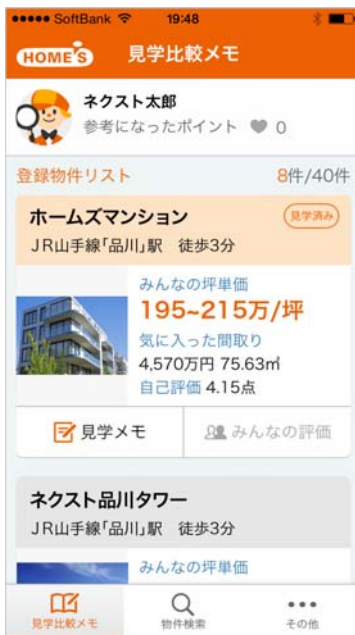 SoftBank 19:48
HOME'S 見学比較メモ
ネクスト太郎
参考になったポイント 0
登録物件リスト 8件/40件
ホームズマンション 見学済み
JR山手線「品川」駅 徒歩3分
みんなの坪単価
195~215万/坪
気に入った間取り
4,570万円 75.63㎡
自己評価 4.15点
見学メモ みんなの評価
ネクスト品川タワー
JR山手線「品川」駅 徒歩3分
みんなの坪単価
見学比較メモ 物件検索 その他